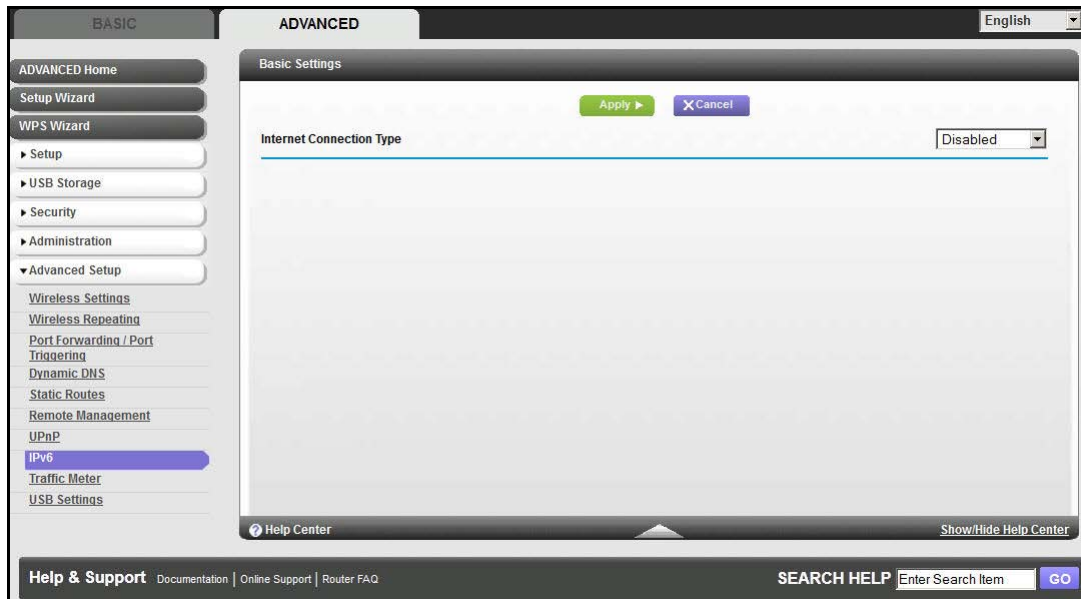 BASIC
ADVANCED
English
ADVANCED Home
Setup Wizard
WPS Wizard
Setup
USB Storage
Security
Administration
Advanced Setup
Wireless Settings
Wireless Repeating
Port Forwarding / Port
Triggering
Dynamic DNS
Static Routes
Remote Management
UPnP
IPv6
Traffic Meter
USB Settings
Basic Settings
Apply
X Cancel
Internet Connection Type
Disabled
? Help Center
Show/Hide Help Center
Help & Support Documentation | Online Support | Router FAQ
SEARCH HELP Enter Search Item GO